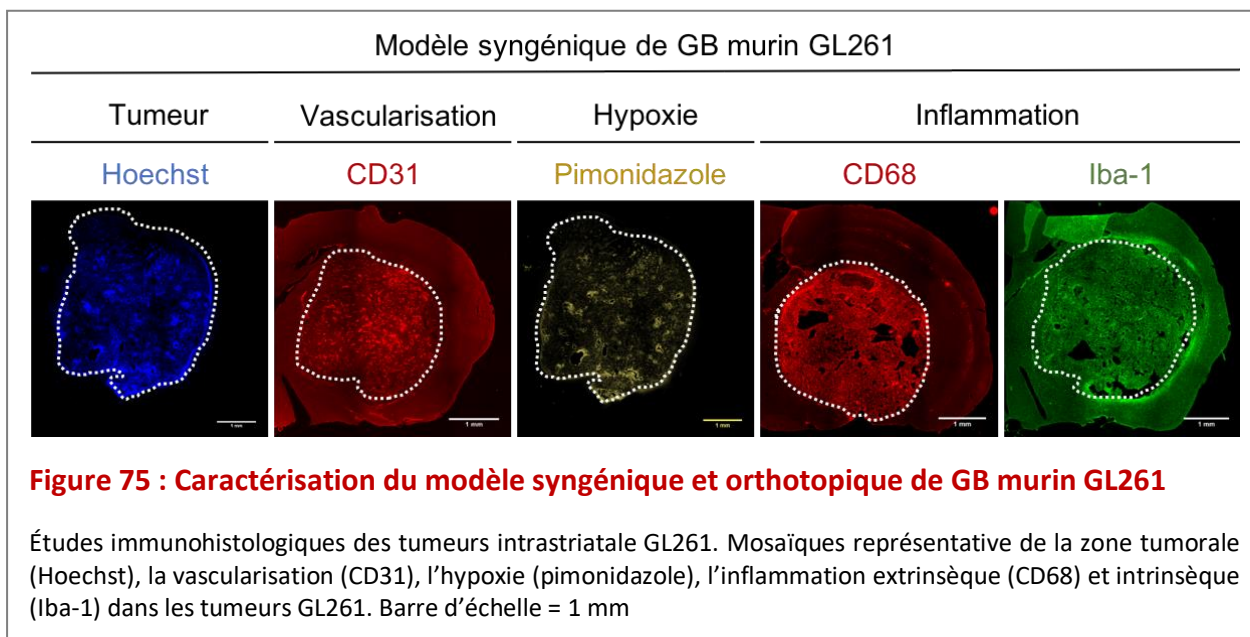 Modèle syngénique de GB murin GL261
Tumeur Vascularisation Hypoxie Inflammation
Hoechst CD31 Pimonidazole CD68 Iba-1
1 mm 1 mm 1 mm 1 mm 1 mm
Figure 75 : Caractérisation du modèle syngénique et orthotopique de GB murin GL261
Études immunohistologiques des tumeurs intrastriatale GL261. Mosaïques représentative de la zone tumorale
(Hoechst), la vascularisation (CD31), l’hypoxie (pimonidazole), l’inflammation extrinsèque (CD68) et intrinsèque
(Iba-1) dans les tumeurs GL261. Barre d’échelle = 1 mm